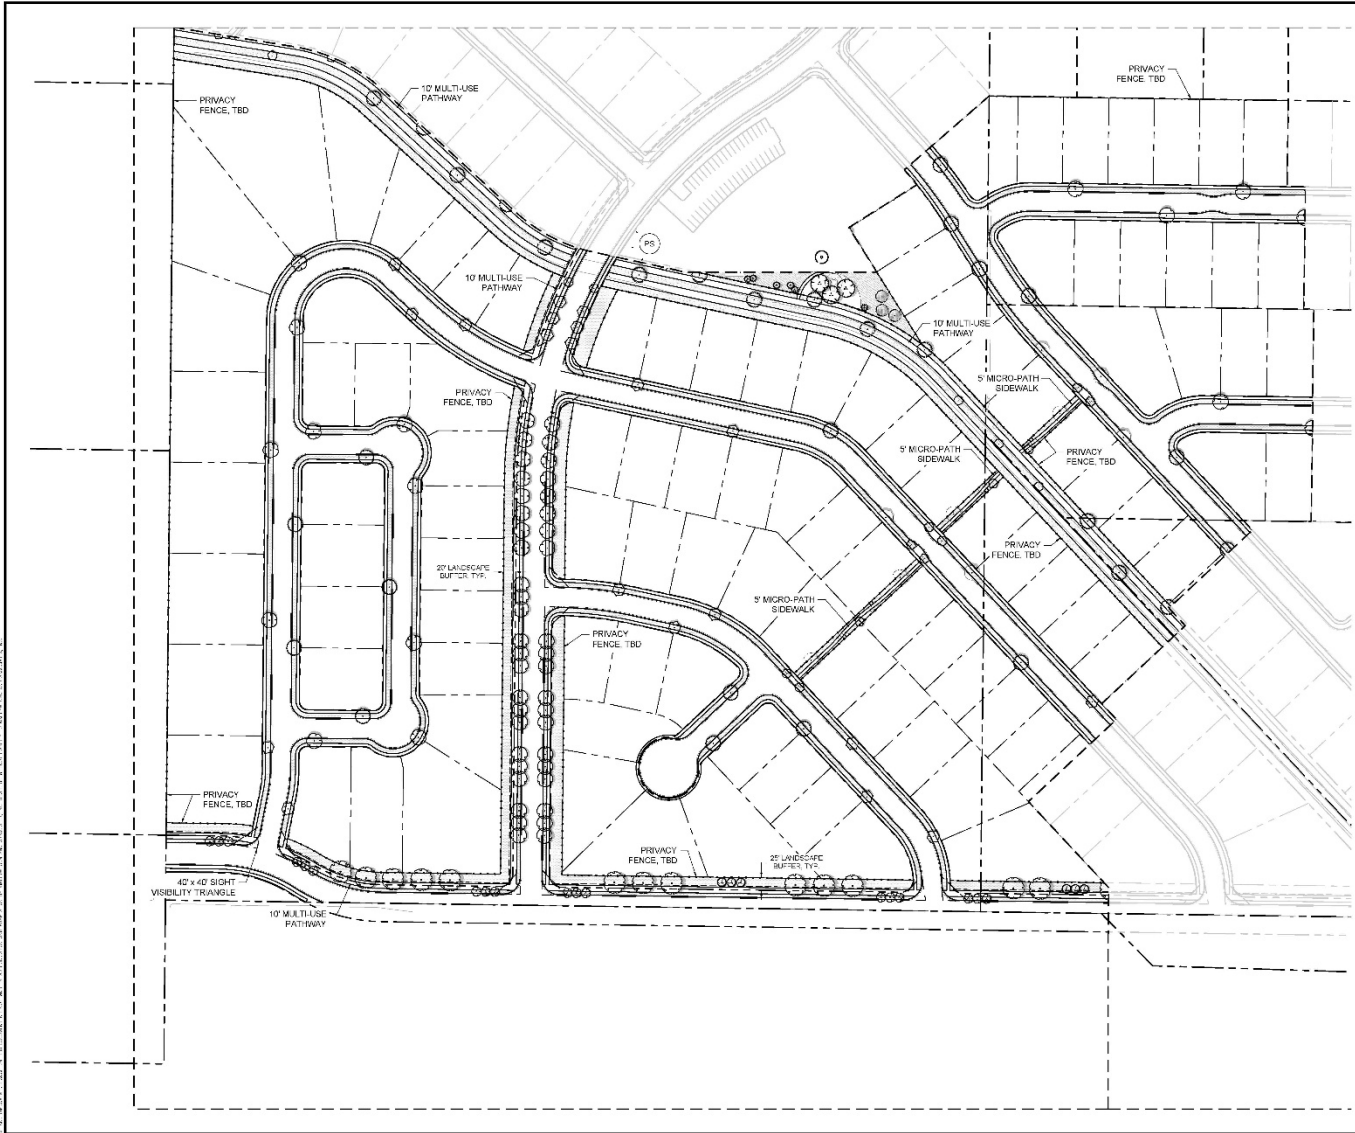 PRIVACY
FENCE, TBD
10' MULTI-USE
PATHWAY
PRIVACY
FENCE, TBD
PS
10' MULTI-USE
PATHWAY
10' MULTI-USE
PATHWAY
5' MICRO-PATH
SIDEWALK
PRIVACY
FENCE, TBD
5' MICRO-PATH
SIDEWALK
PRIVACY
FENCE, TBD
PRIVACY
FENCE, TBD
20' LANDSCAPE
BUFFER, TYP.
5' MICRO-PATH
SIDEWALK
PRIVACY
FENCE, TBD
PRIVACY
FENCE, TBD
PRIVACY
FENCE, TBD
25' LANDSCAPE
BUFFER, TYP.
40' x 40' SIGHT
VISIBILITY TRIANGLE
10' MULTI-USE
PATHWAY